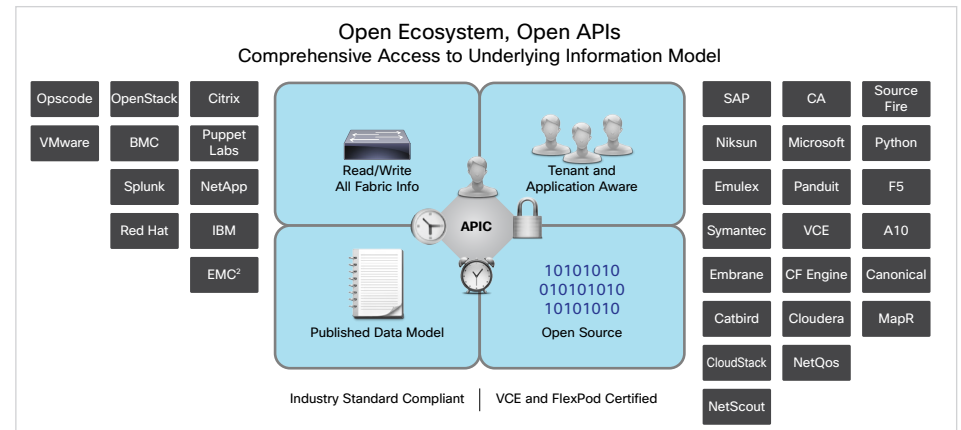 Open Ecosystem, Open APIs
Comprehensive Access to Underlying Information Model
Opscode
OpenStack
Citrix
VMware
BMC
Puppet
Labs
Splunk
NetApp
Red Hat
IBM
EMC²
Read/Write
All Fabric Info
Tenant and
Application Aware
APIC
Published Data Model
10101010
010101010
10101010
Open Source
Industry Standard Compliant
VCE and FlexPod Certified
SAP
CA
Source
Fire
Niksun
Microsoft
Python
Emulex
Panduit
F5
Symantec
VCE
A10
Embrane
CF Engine
Canonical
Catbird
Cloudera
MapR
CloudStack
NetQos
NetScout